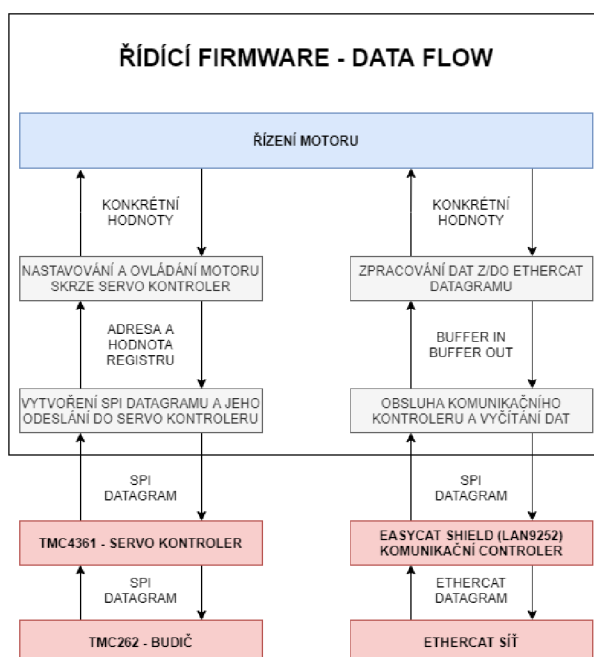 ŘÍDÍCÍ FIRMWARE - DATA FLOW
ŘÍZENÍ MOTORU
KONKRÉTNÍ
HODNOTY
KONKRÉTNÍ
HODNOTY
NASTAVOVÁNÍ A OVLÁDÁNÍ MOTORU
SKRZE SERVO KONTROLER
ZPRACOVÁNÍ DAT Z/DO ETHERCAT
DATAGRAMU
ADRESA A
HODNOTA
REGISTRU
BUFFER IN
BUFFER OUT
VYTVOŘENÍ SPI DATAGRAMU A JEHO
ODESLÁNÍ DO SERVO KONTROLERU
OBSLUHA KOMUNIKAČNÍHO
KONTROLERU A VYČÍTÁNÍ DAT
SPI
DATAGRAM
SPI
DATAGRAM
TMC4361 - SERVO KONTROLER
EASYCAT SHIELD (LAN9252)
KOMUNIKAČNÍ CONTROLER
SPI
DATAGRAM
ETHERCAT
DATAGRAM
TMC262 - BUDIČ
ETHERCAT SÍŤ